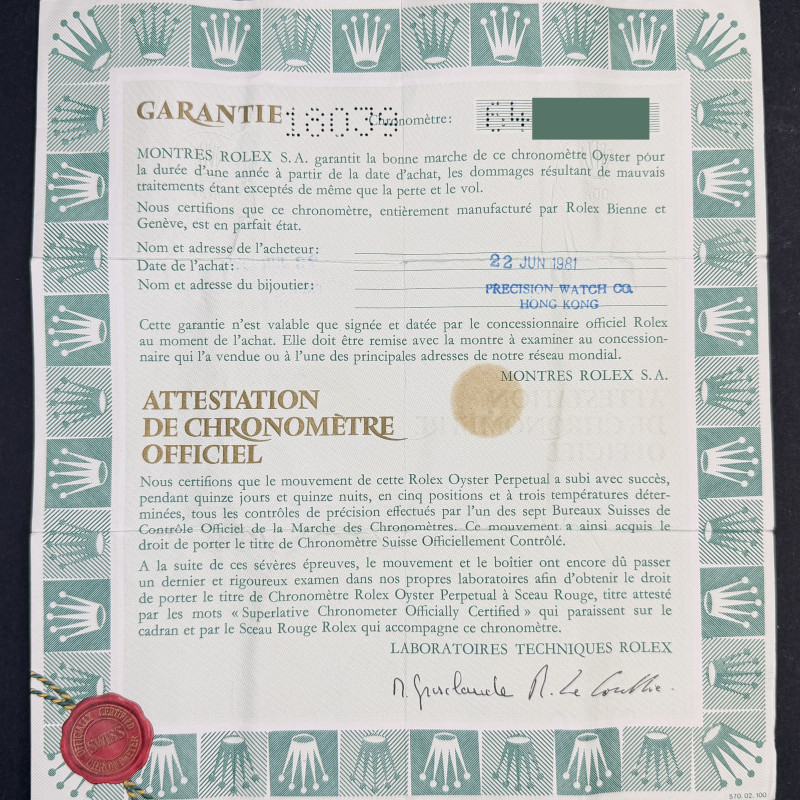 GARANTIE 18038 Chronomètre: 64
MONTRES ROLEX S.A. garantit la bonne marche de ce chronomètre Oyster pour
la durée d'une année à partir de la date d'achat, les dommages résultant de mauvais
traitements étant exceptés de même que la perte et le vol.
Nous certifions que ce chronomètre, entièrement manufacturé par Rolex Bienne et
Genève, est en parfait état.
Nom et adresse de l'acheteur:
Date de l'achat: 22 JUN 1981
Nom et adresse du bijoutier: PRECISION WATCH CO.
HONG KONG
Cette garantie n'est valable que signée et datée par le concessionnaire officiel Rolex
au moment de l'achat. Elle doit être remise avec la montre à examiner au concession-
naire qui l'a vendue ou à l'une des principales adresses de notre réseau mondial.
MONTRES ROLEX S.A.
ATTESTATION
DE CHRONOMÈTRE
OFFICIEL
Nous certifions que le mouvement de cette Rolex Oyster Perpetual a subi avec succès,
pendant quinze jours et quinze nuits, en cinq positions et à trois températures déter-
minées, tous les contrôles de précision effectués par l'un des sept Bureaux Suisses de
Contrôle Officiel de la Marche des Chronomètres. Ce mouvement a ainsi acquis le
droit de porter le titre de Chronomètre Suisse Officiellement Contrôlé.
A la suite de ces sévères épreuves, le mouvement et le boîtier ont encore dû passer
un dernier et rigoureux examen dans nos propres laboratoires afin d'obtenir le droit
de porter le titre de Chronomètre Rolex Oyster Perpetual à Sceau Rouge, titre attesté
par les mots « Superlative Chronometer Officially Certified » qui paraissent sur le
cadran et par le Sceau Rouge Rolex qui accompagne ce chronomètre.
LABORATOIRES TECHNIQUES ROLEX
OFFICIALLY CERTIFIED
SWISS
CHRONOMETER
570.02.100